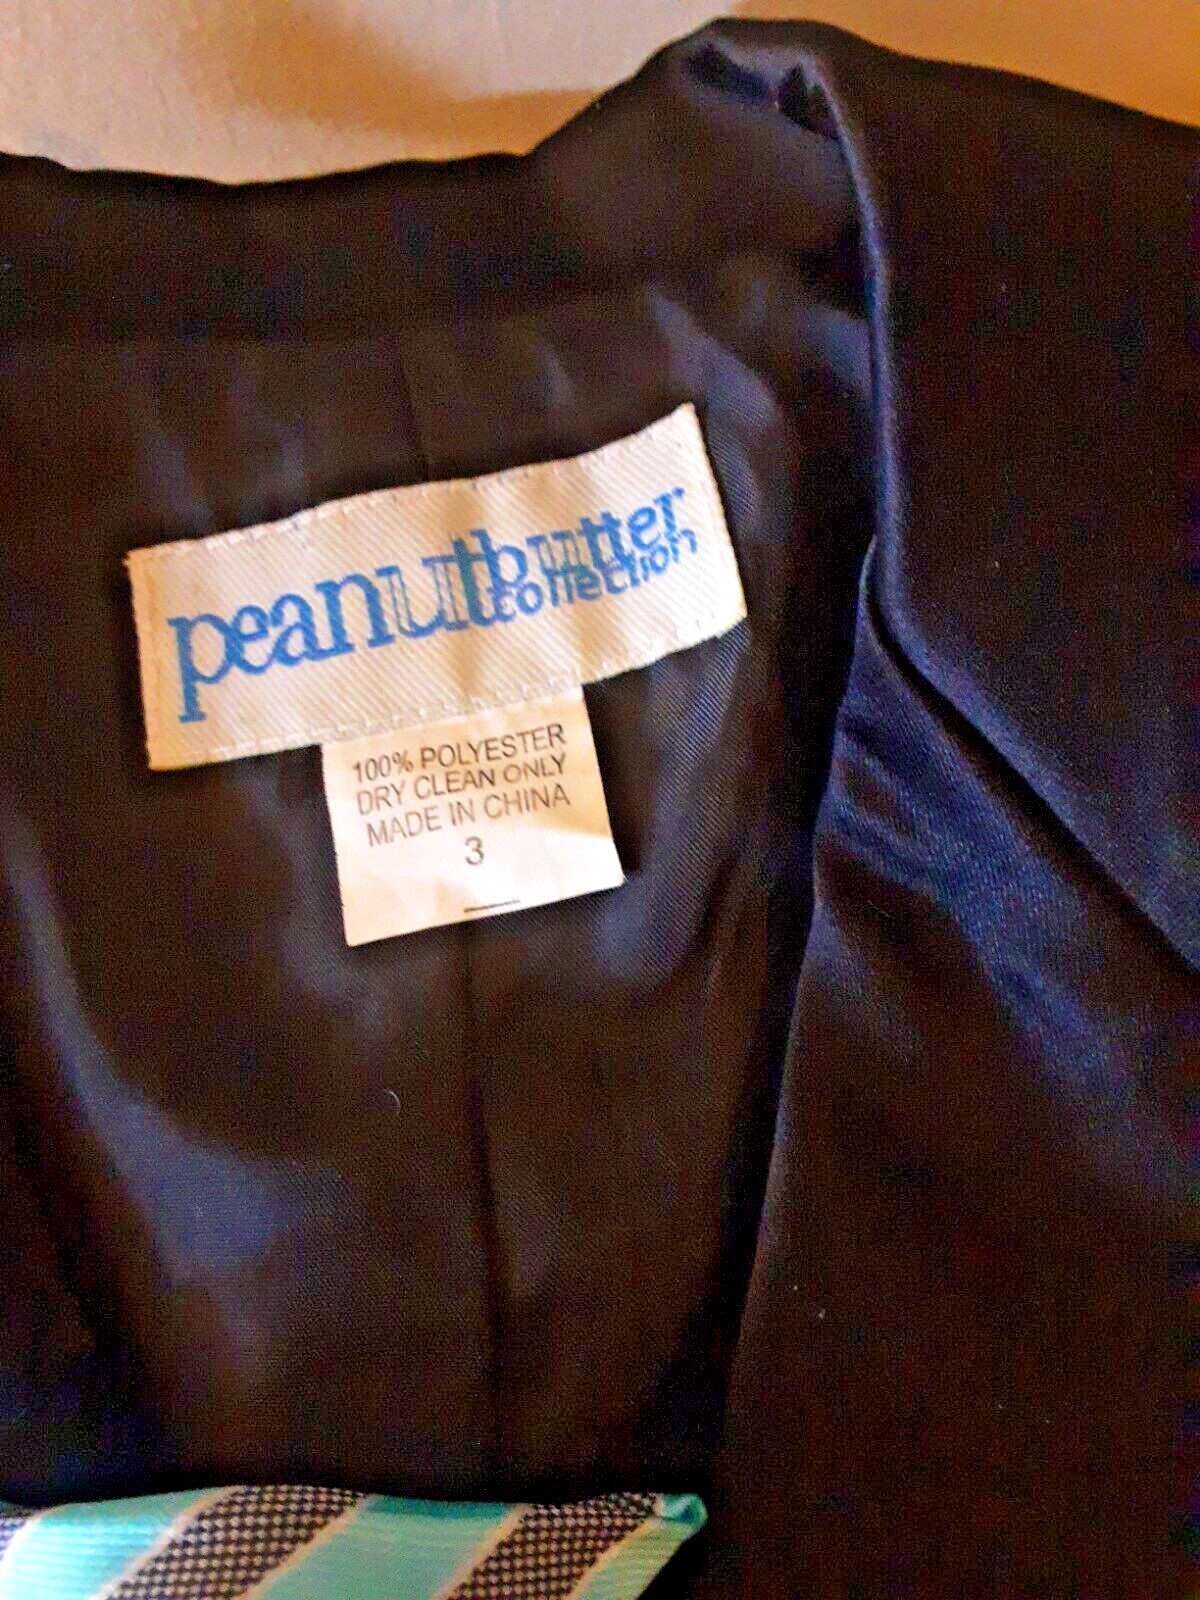 peanutbutter
collection
100% POLYESTER
DRY CLEAN ONLY
MADE IN CHINA
3